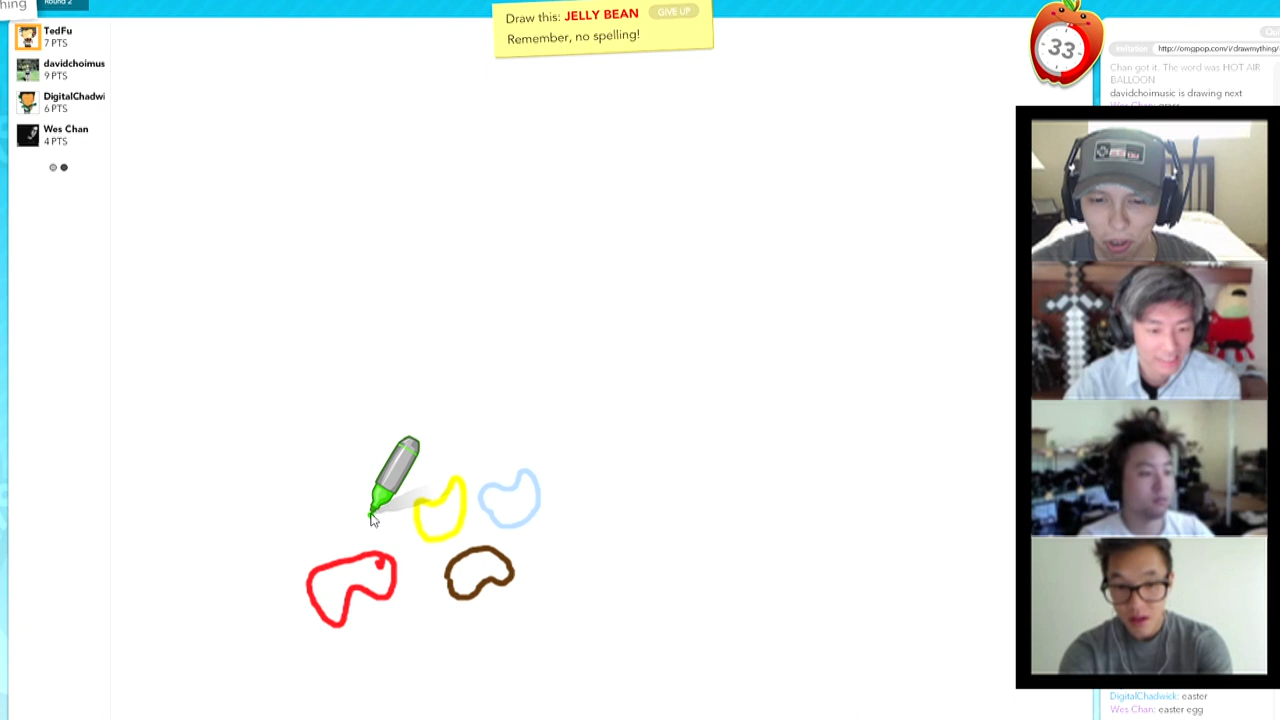 hing
Round 2
TedFu
7 PTS
davidchoimus
9 PTS
DigitalChadwi
6 PTS
Wes Chan
4 PTS
Draw this: JELLY BEAN
GIVE UP
Remember, no spelling!
33
Invitation
http://omgpop.com/i/drawmything/
Chan got it. The word was HOT AIR
BALLOON
davidchoimusic is drawing next
DigitalChadwick: easter
Wes Chan: easter egg